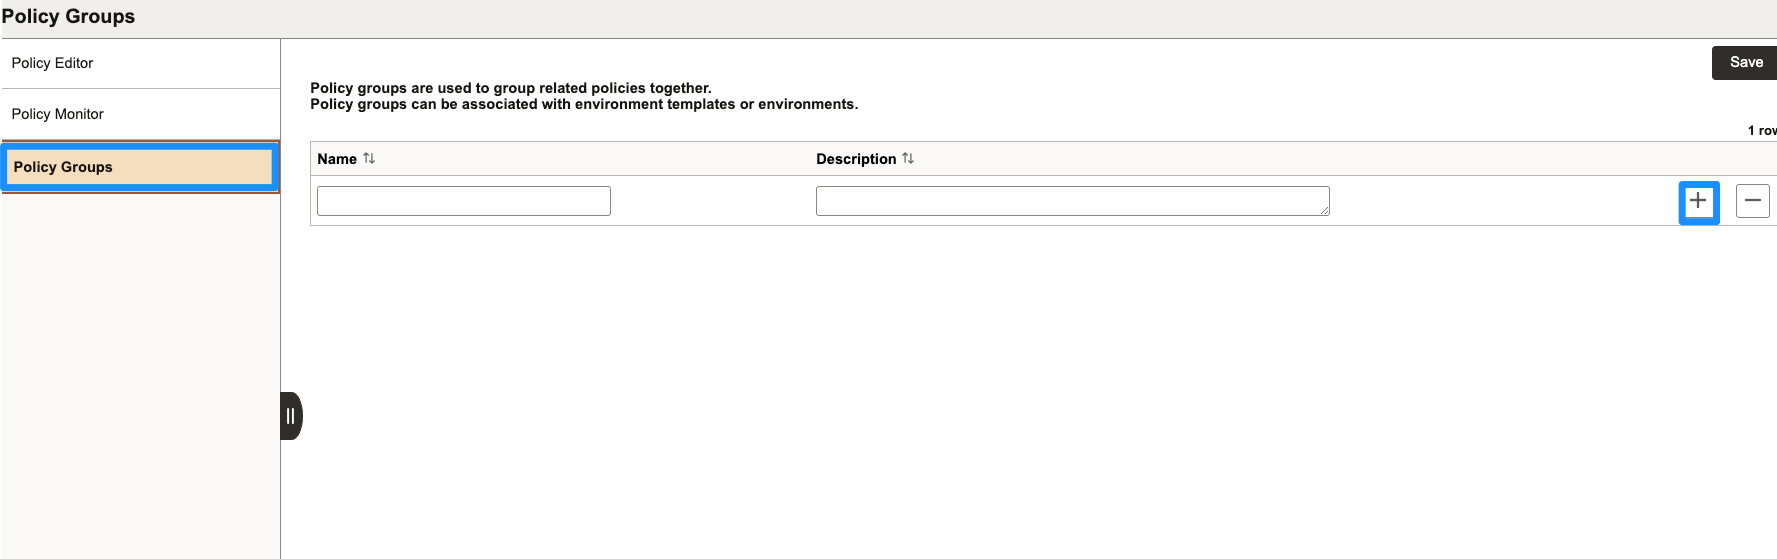 Policy Groups
Policy Editor
Policy Monitor
Policy Groups
Save
Policy groups are used to group related policies together.
Policy groups can be associated with environment templates or environments.
1 row
Name
Description